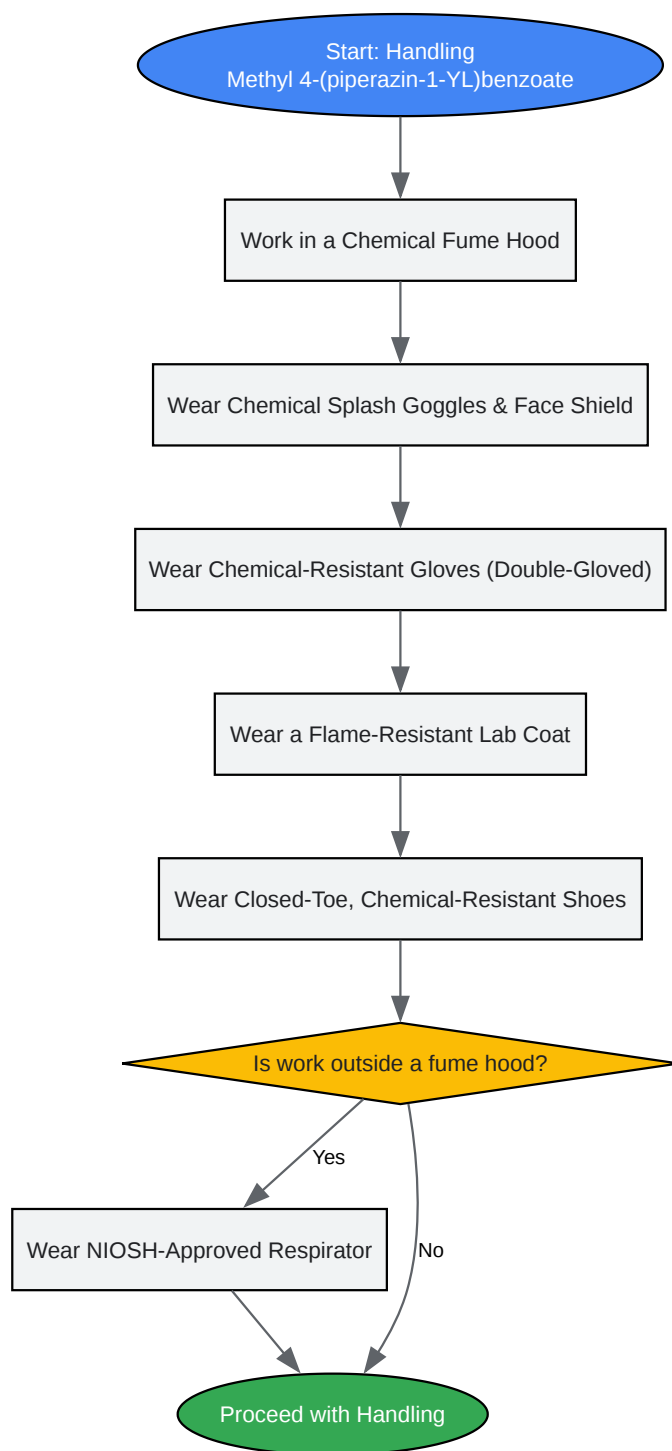 Start: Handling
Methyl 4-(piperazin-1-YL)benzoate
Work in a Chemical Fume Hood
Wear Chemical Splash Goggles & Face Shield
Wear Chemical-Resistant Gloves (Double-Gloved)
Wear a Flame-Resistant Lab Coat
Wear Closed-Toe, Chemical-Resistant Shoes
Is work outside a fume hood?
Yes
Wear NIOSH-Approved Respirator
No
Proceed with Handling